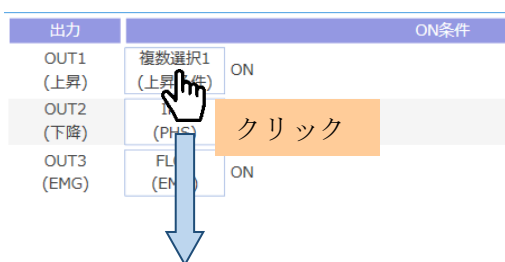 出力 ON条件
OUT1 複数選択1 ON
(上昇)
OUT2
(下降) (PHS)
クリック
OUT3 ON
(EMG)